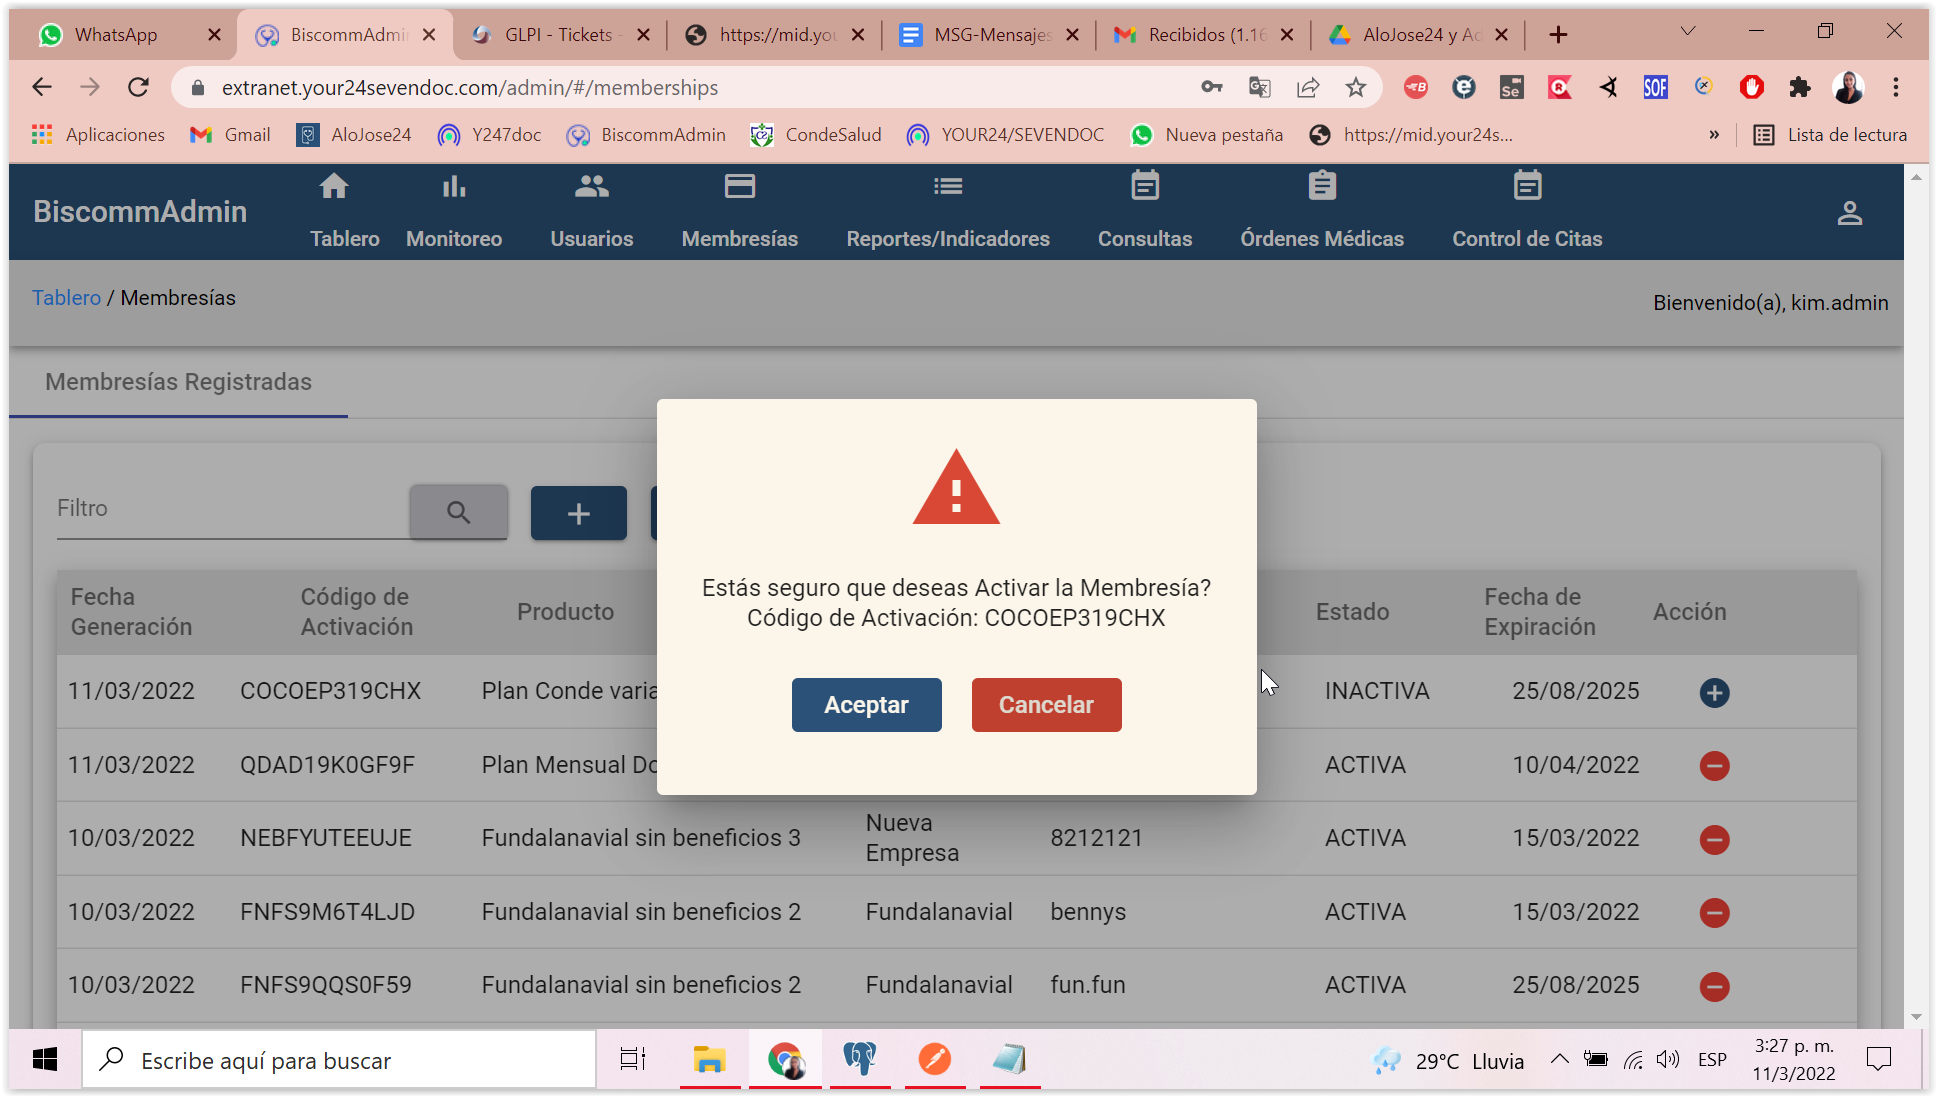 WhatsApp
BiscommAdmi
GLPI - Tickets -
https://mid.you
MSG-Mensajes
Recibidos (1.16
AloJose24 y Ad
extranet.your24sevendoc.com/admin/#/memberships
Aplicaciones
Gmail
AloJose24
Y247doc
BiscommAdmin
CondeSalud
YOUR24/SEVENDOC
Nueva pestaña
https://mid.your24s...
»
Lista de lectura
BiscommAdmin
Tablero
Monitoreo
Usuarios
Membresías
Reportes/Indicadores
Consultas
Órdenes Médicas
Control de Citas
Tablero / Membresías
Bienvenido(a), kim.admin
Membresías Registradas
Filtro
Estás seguro que deseas Activar la Membresía?
Código de Activación: COCOEP319CHX
Aceptar
Cancelar
Fecha Generación
Código de Activación
Producto
Estado
Fecha de Expiración
Acción
11/03/2022 COCOEP319CHX Plan Conde varia INACTIVA 25/08/2025
11/03/2022 QDAD19K0GF9F Plan Mensual Do ACTIVA 10/04/2022
10/03/2022 NEBFYUTEEUJE Fundalanavial sin beneficios 3 Nueva Empresa 8212121 ACTIVA 15/03/2022
10/03/2022 FNFS9M6T4LJD Fundalanavial sin beneficios 2 Fundalanavial bennys ACTIVA 15/03/2022
10/03/2022 FNFS9QQS0F59 Fundalanavial sin beneficios 2 Fundalanavial fun.fun ACTIVA 25/08/2025
Escribe aquí para buscar
29°C Lluvia
ESP
3:27 p. m.
11/3/2022